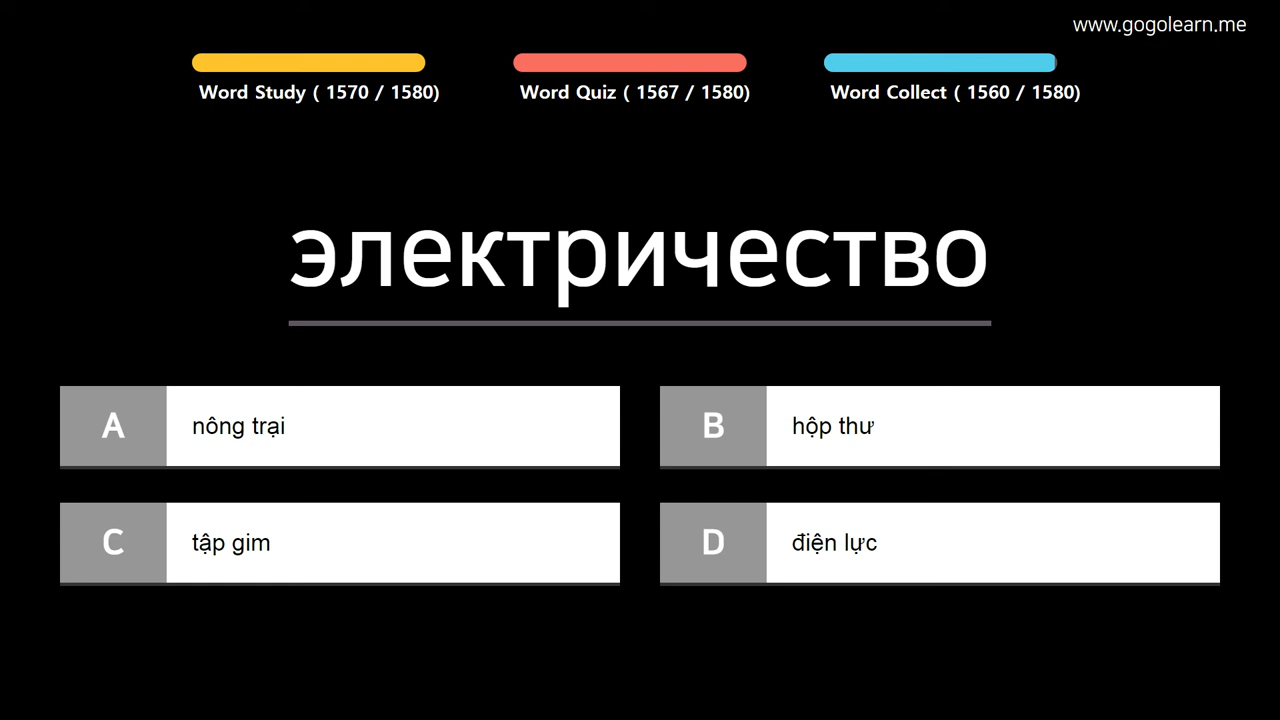 www.gogolearn.me
Word Study ( 1570 / 1580)
Word Quiz ( 1567 / 1580)
Word Collect ( 1560 / 1580)
электричество
A nông trại
B hộp thư
C tập gim
D điện lực